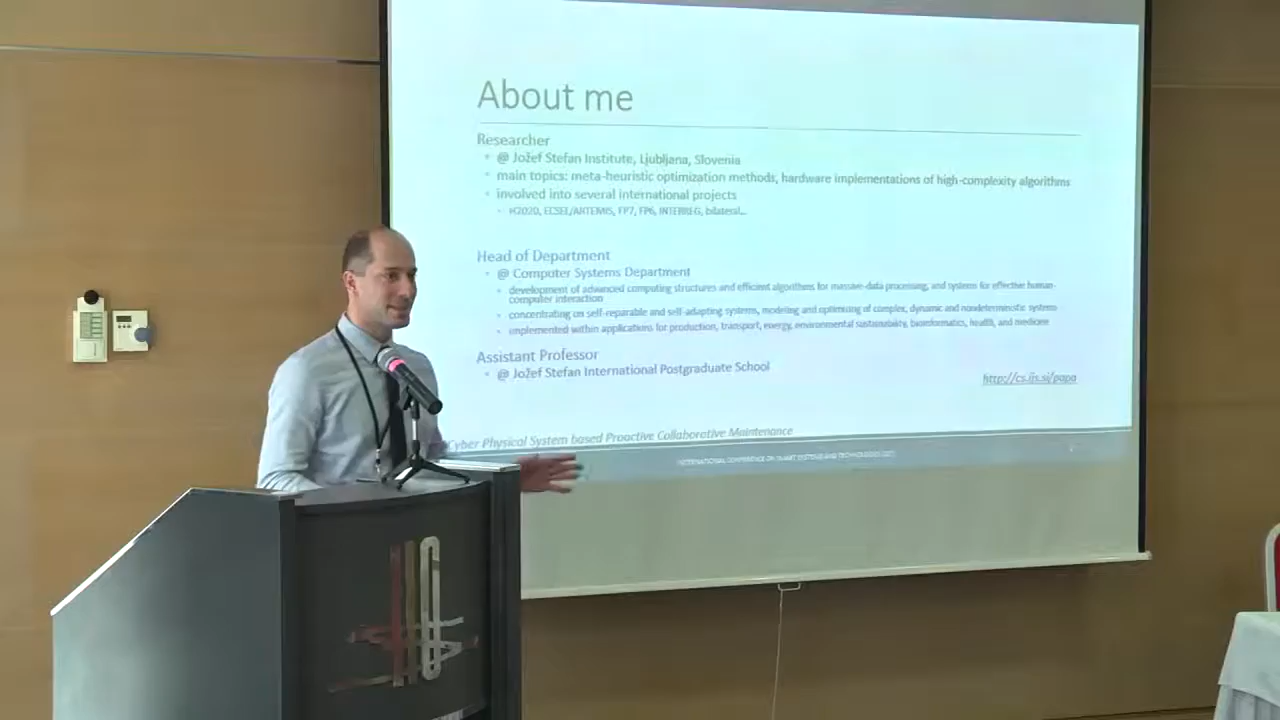 About me
Researcher
@ Jožef Stefan Institute, Ljubljana, Slovenia
main topics: meta-heuristic optimization methods, hardware implementations of high-complexity algorithms
involved into several international projects
H2020, ECSEL/ARTEMIS, FP7, FP6, INTERREG, bilateral...
Head of Department
@ Computer Systems Department
development of advanced computing structures and efficient algorithms for massive-data processing, and systems for effective human-
computer interaction
concentrating on self-reparable and self-adapting systems, modeling and optimising of complex, dynamic and nondeterministic systems
implemented within applications for production, transport, energy, environmental sustainability, bioinformatics, health, and medicine
Assistant Professor
@ Jožef Stefan International Postgraduate School
http://cs.ijs.si/papa
Cyber Physical System based Proactive Collaborative Maintenance
INTERNATIONAL CONFERENCE ON SMART SYSTEMS AND TECHNOLOGIES